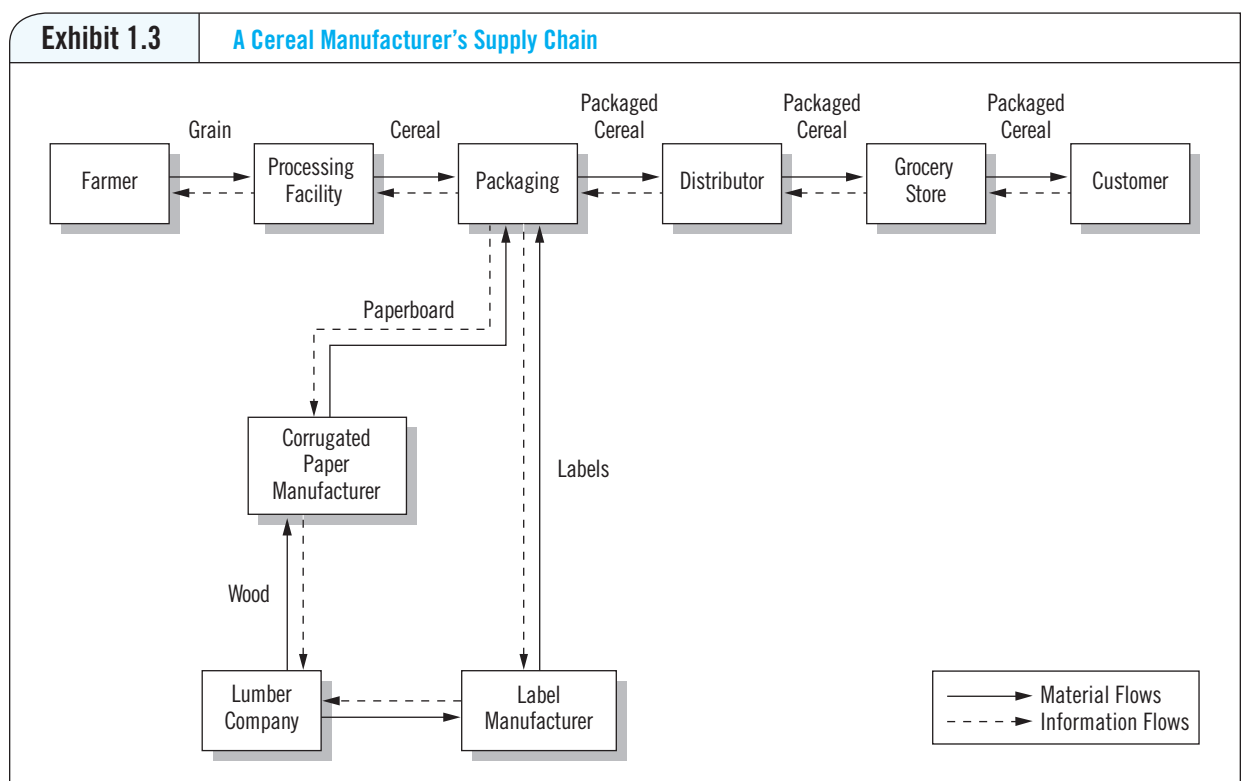 Exhibit 1.3
A Cereal Manufacturer's Supply Chain
Grain
Cereal
Packaged
Cereal
Packaged
Cereal
Packaged
Cereal
Farmer
Processing
Facility
Packaging
Distributor
Grocery
Store
Customer
Paperboard
Corrugated
Paper
Manufacturer
Labels
Wood
Lumber
Company
Label
Manufacturer
Material Flows
Information Flows